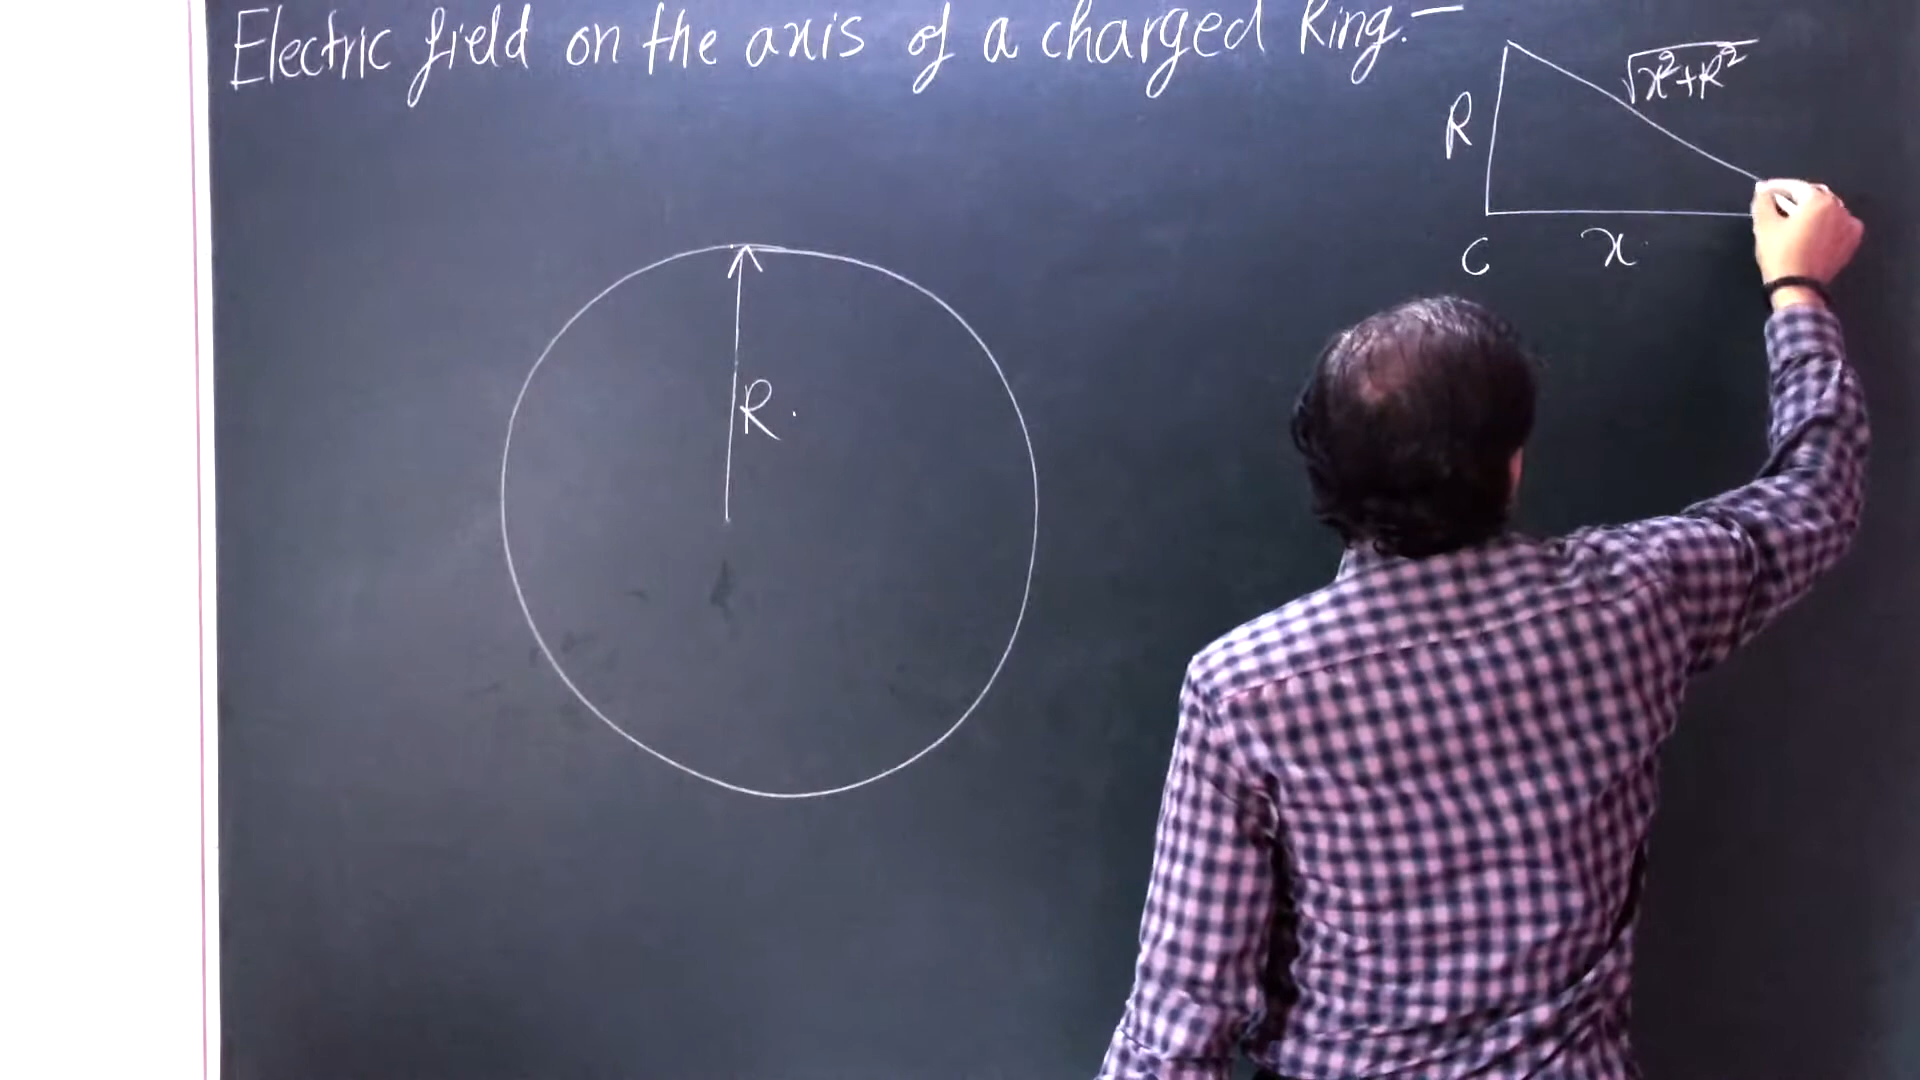 Electric field on the axis of a charged Ring:-
√x²+R²
R
C
x
R